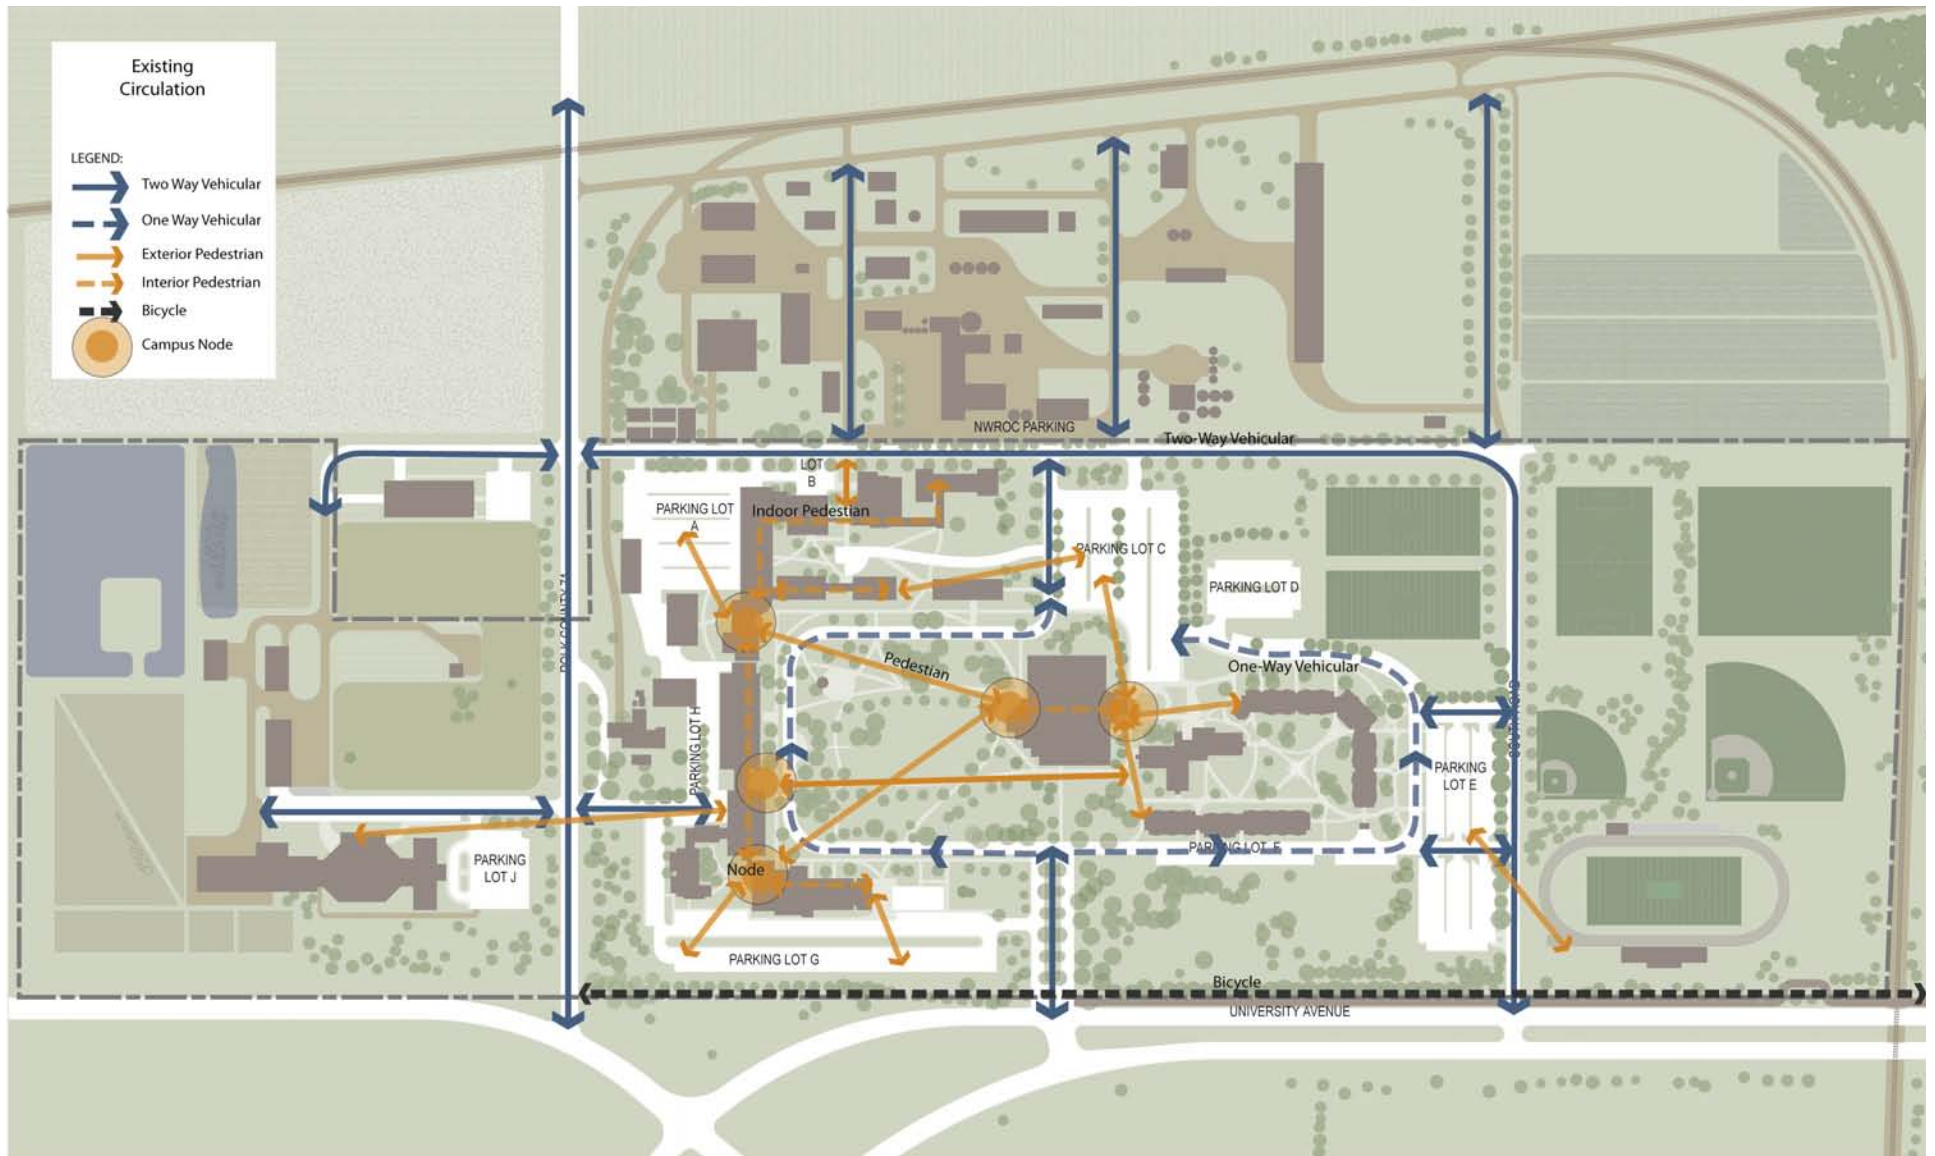 Existing
Circulation
LEGEND:
Two Way Vehicular
One Way Vehicular
Exterior Pedestrian
Interior Pedestrian
Bicycle
Campus Node
NWROC PARKING
Two-Way Vehicular
LOT
B
PARKING LOT
A
Indoor Pedestian
PARKING LOT C
PARKING LOT D
Pedestian
One-Way Vehicular
PARKING LOT H
PARKING
LOT E
PARKING LOT F
PARKING
LOT J
Node
PARKING LOT G
Bicycle
UNIVERSITY AVENUE